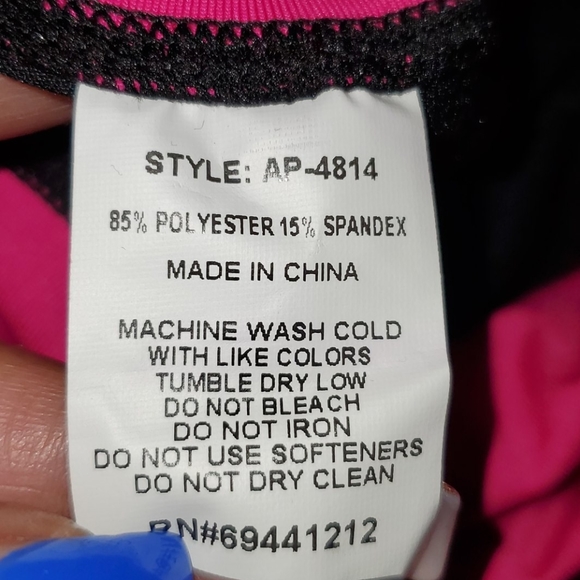 STYLE: AP-4814
85% POLYESTER 15% SPANDEX
MADE IN CHINA
MACHINE WASH COLD
WITH LIKE COLORS
TUMBLE DRY LOW
DO NOT BLEACH
DO NOT IRON
DO NOT USE SOFTENERS
DO NOT DRY CLEAN
RN#69441212